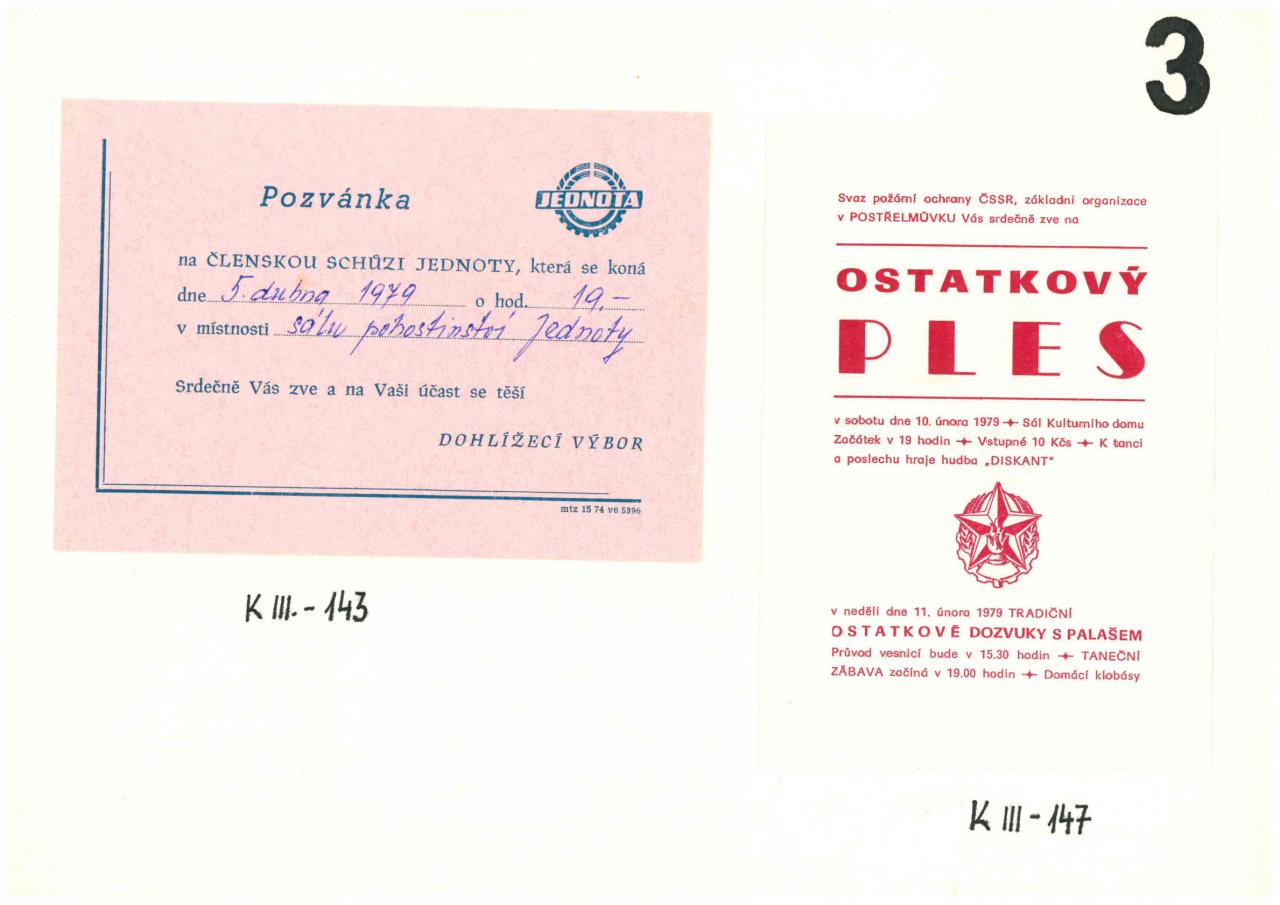 3
Pozvánka
JEDNOTA
na ČLENSKOU SCHŮZI JEDNOTY, která se koná
dne 5. dubna 1979 o hod. 19,-
v místnosti sálu pohostinství Jednoty
Srdečně Vás zve a na Vaši účast se těší
DOHLÍŽECÍ VÝBOR
mtz 15 74 ve 5396
K III. - 143
Svaz požární ochrany ČSSR, základní organizace
v POSTŘELMŮVKU Vás srdečně zve na
OSTATKOVÝ
PLES
v sobotu dne 10. února 1979 ✦ Sál Kulturního domu
Začátek v 19 hodin ✦ Vstupné 10 Kčs ✦ K tanci
a poslechu hraje hudba „DISKANT"
v neděli dne 11. února 1979 TRADIČNÍ
OSTATKOVÉ DOZVUKY S PALAŠEM
Průvod vesnicí bude v 15.30 hodin ✦ TANEČNÍ
ZÁBAVA začíná v 19.00 hodin ✦ Domácí klobásy
K III - 147